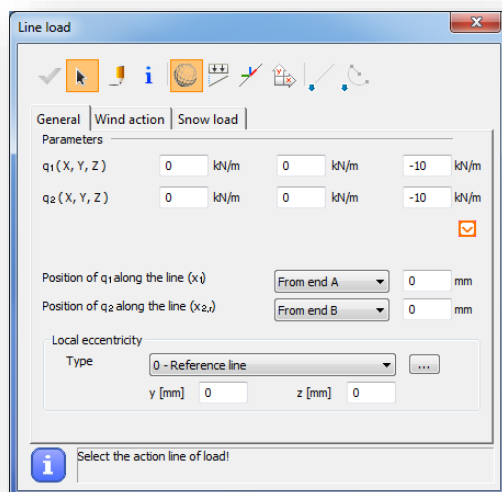 Line load
x
i
General Wind action Snow load
Parameters
q1 (X, Y, Z) 0 kN/m 0 kN/m -10 kN/m
q2 (X, Y, Z) 0 kN/m 0 kN/m -10 kN/m
Position of q1 along the line (x1) From end A 0 mm
Position of q2 along the line (x2,r) From end B 0 mm
Local eccentricity
Type 0 - Reference line ...
y [mm] 0 z [mm] 0
i Select the action line of load!